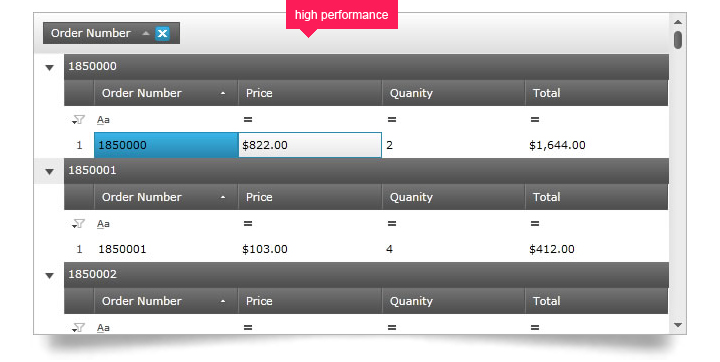 high performance
Order Number
1850000
Order Number Price Quanity Total
Aa = = =
1 1850000 $822.00 2 $1,644.00
1850001
Order Number Price Quanity Total
Aa = = =
1 1850001 $103.00 4 $412.00
1850002
Order Number Price Quanity Total
Aa = = =